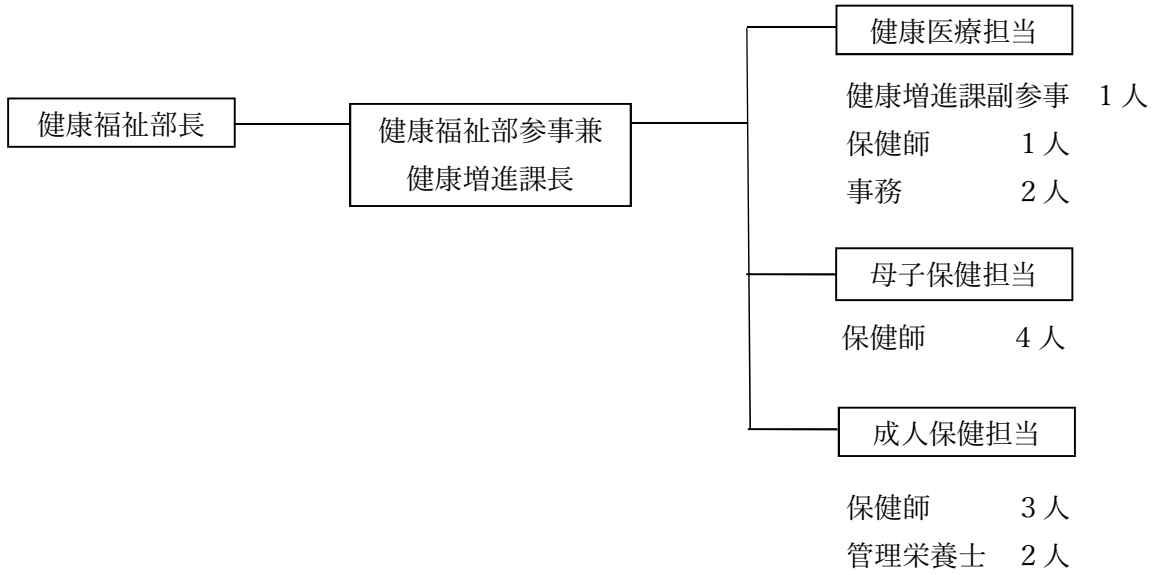 健康福祉部長
健康福祉部参事兼
健康増進課長
健康医療担当
健康増進課副参事　1人
保健師　1人
事務　2人
母子保健担当
保健師　4人
成人保健担当
保健師　3人
管理栄養士　2人